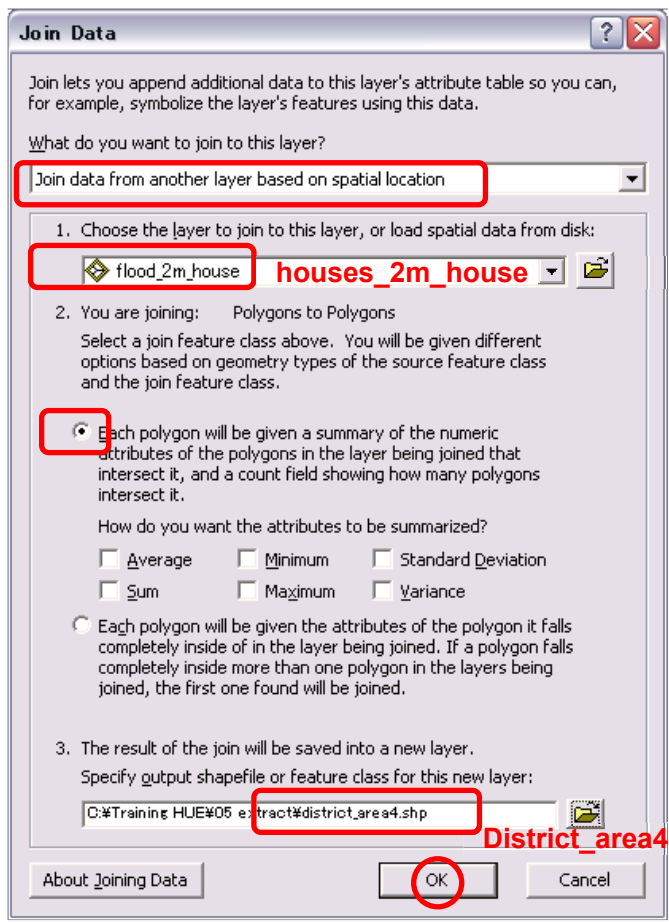 Join Data
Join lets you append additional data to this layer's attribute table so you can,
for example, symbolize the layer's features using this data.
What do you want to join to this layer?
Join data from another layer based on spatial location
1. Choose the layer to join to this layer, or load spatial data from disk:
flood_2m_house houses_2m_house
2. You are joining: Polygons to Polygons
Select a join feature class above. You will be given different
options based on geometry types of the source feature class
and the join feature class.
Each polygon will be given a summary of the numeric
attributes of the polygons in the layer being joined that
intersect it, and a count field showing how many polygons
intersect it.
How do you want the attributes to be summarized?
Average Minimum Standard Deviation
Sum Maximum Variance
Each polygon will be given the attributes of the polygon it falls
completely inside of in the layer being joined. If a polygon falls
completely inside more than one polygon in the layers being
joined, the first one found will be joined.
3. The result of the join will be saved into a new layer.
Specify output shapefile or feature class for this new layer:
C:¥Training HUE¥05 extract¥district_area4.shp
District_area4
About Joining Data OK Cancel